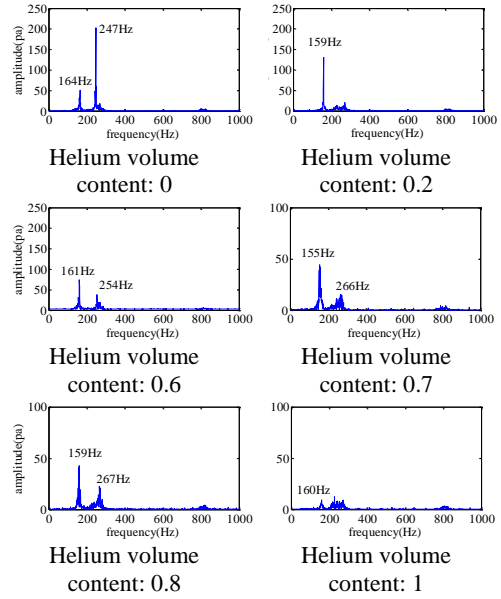 250
200
150
100
50
0
amplitude(pa)
164Hz
247Hz
0 200 400 600 800 1000
frequency(Hz)
Helium volume
content: 0
250
200
150
100
50
0
159Hz
0 200 400 600 800 1000
frequency(Hz)
Helium volume
content: 0.2
250
200
150
100
50
0
amplitude(pa)
161Hz
254Hz
0 200 400 600 800 1000
frequency(Hz)
Helium volume
content: 0.6
100
50
0
155Hz
266Hz
0 200 400 600 800 1000
frequency(Hz)
Helium volume
content: 0.7
100
50
0
amplitude(pa)
159Hz
267Hz
0 200 400 600 800 1000
frequency(Hz)
Helium volume
content: 0.8
100
50
0
160Hz
0 200 400 600 800 1000
frequency(Hz)
Helium volume
content: 1